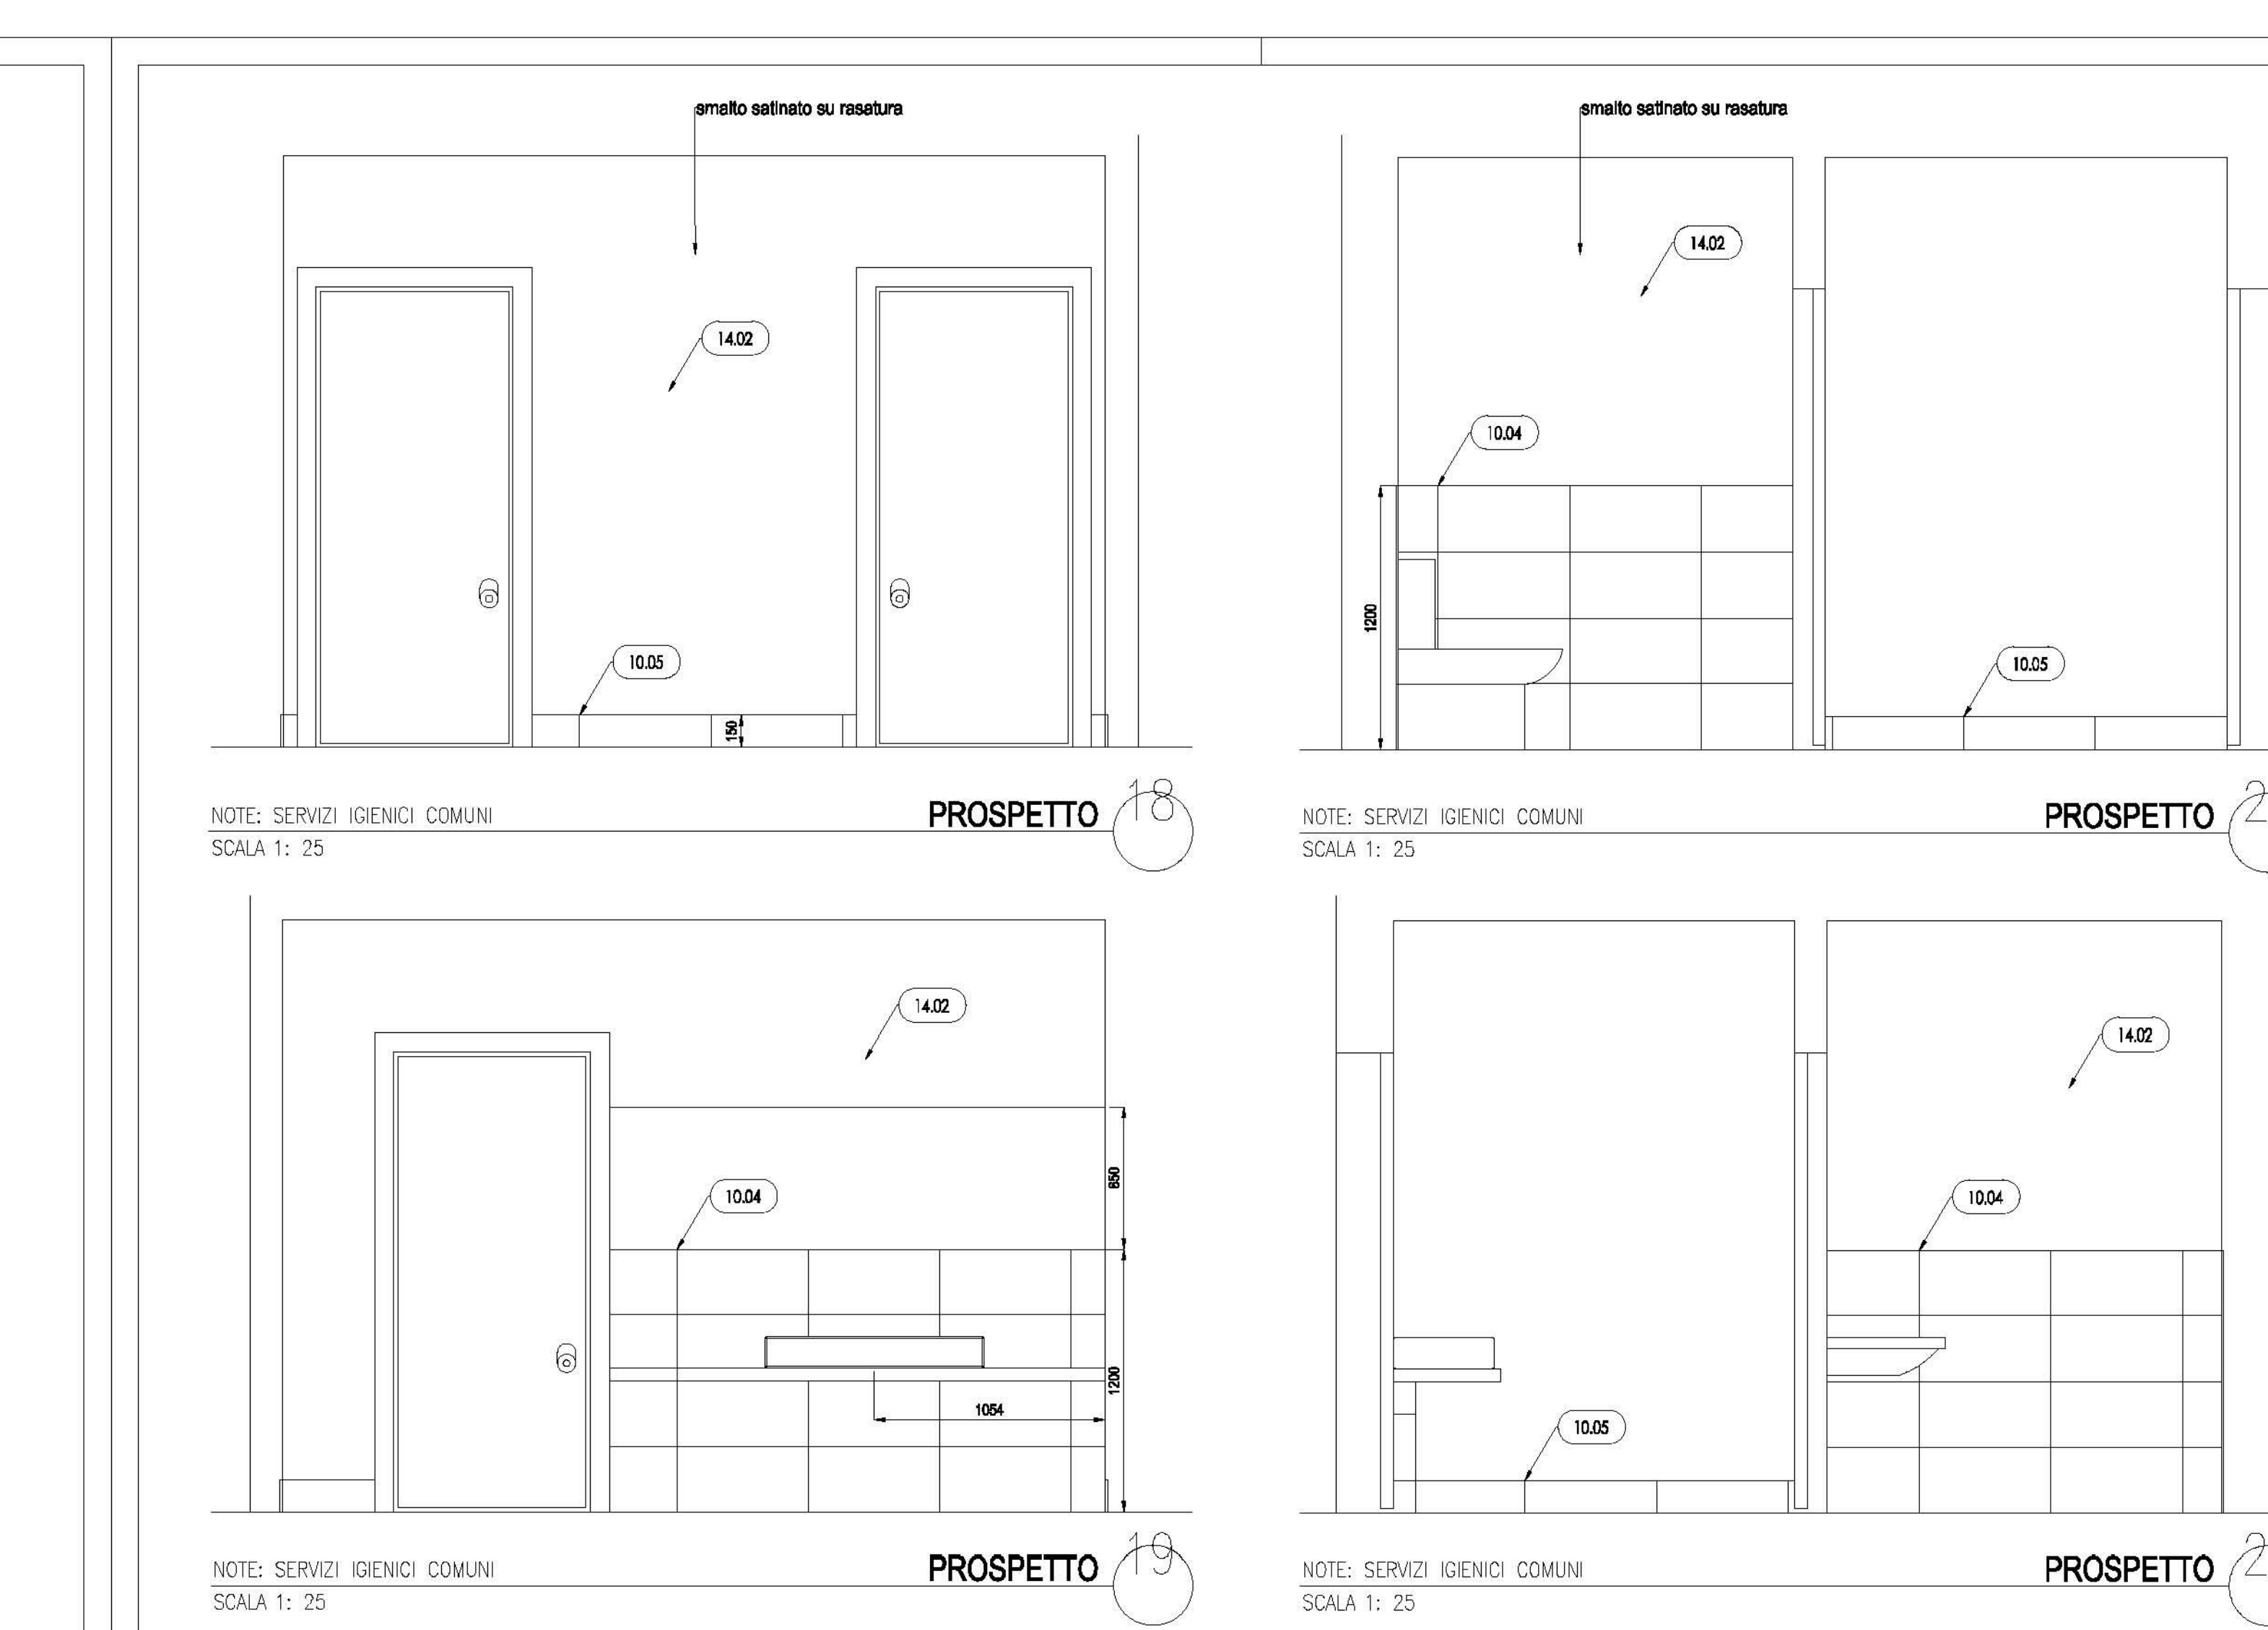 smalto satinato su rasatura
14.02
10.05
150
NOTE: SERVIZI IGIENICI COMUNI
PROSPETTO 18
SCALA 1: 25
smalto satinato su rasatura
14.02
10.04
1200
10.05
NOTE: SERVIZI IGIENICI COMUNI
PROSPETTO 2
SCALA 1: 25
14.02
650
10.04
1200
1054
NOTE: SERVIZI IGIENICI COMUNI
PROSPETTO 19
SCALA 1: 25
14.02
10.04
10.05
NOTE: SERVIZI IGIENICI COMUNI
PROSPETTO 2
SCALA 1: 25